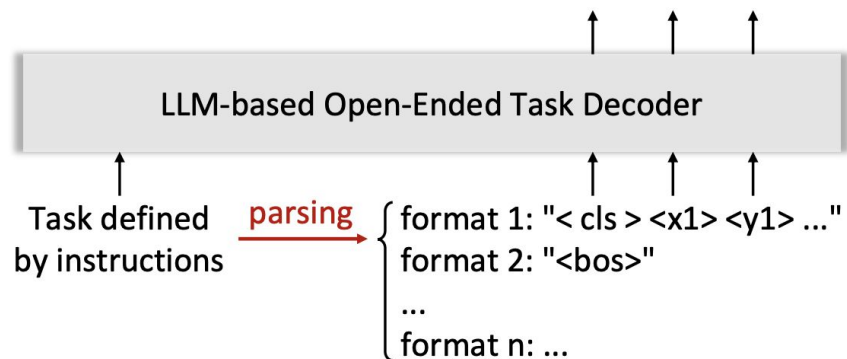 LLM-based Open-Ended Task Decoder
Task defined
by instructions
parsing
format 1: "< cls > <x1> <y1> ..."
format 2: "<bos>"
...
format n: ...